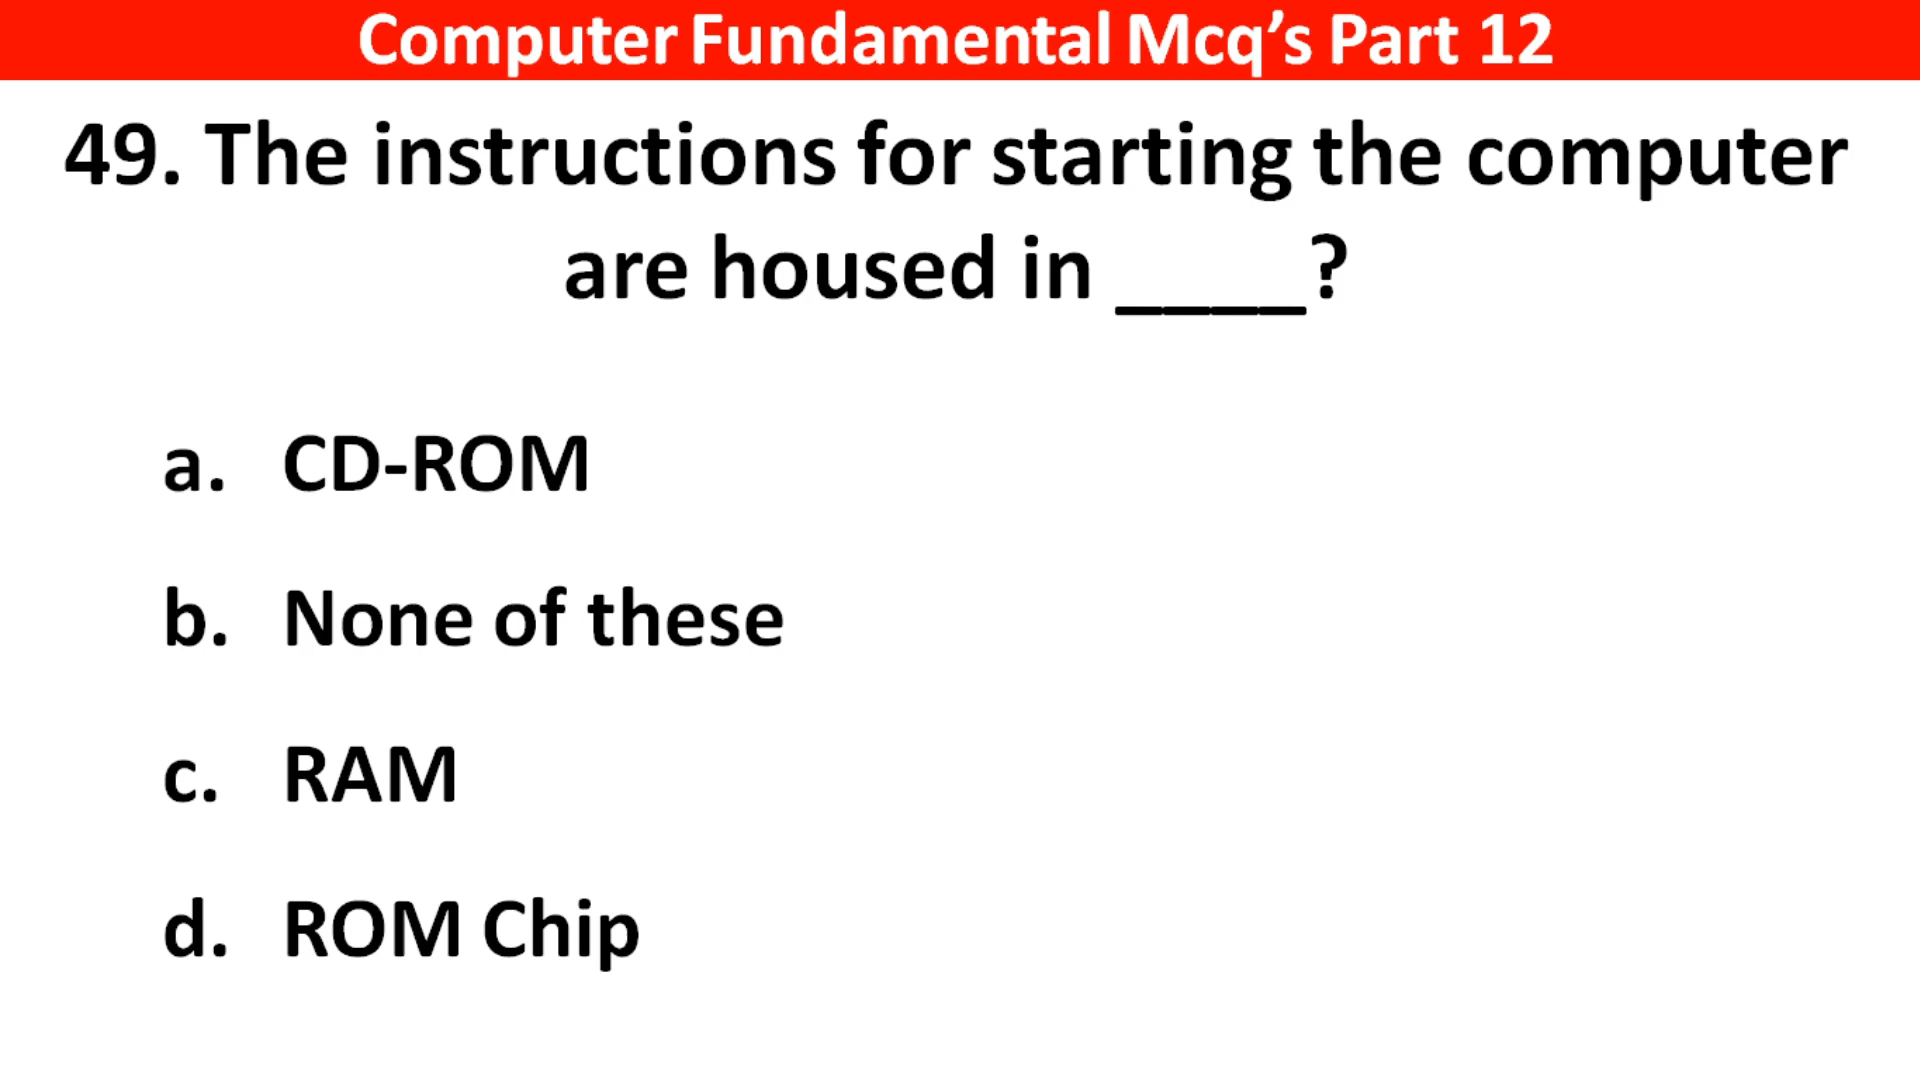 Computer Fundamental Mcq’s Part 12
49. The instructions for starting the computer
are housed in ____?
a. CD-ROM
b. None of these
c. RAM
d. ROM Chip